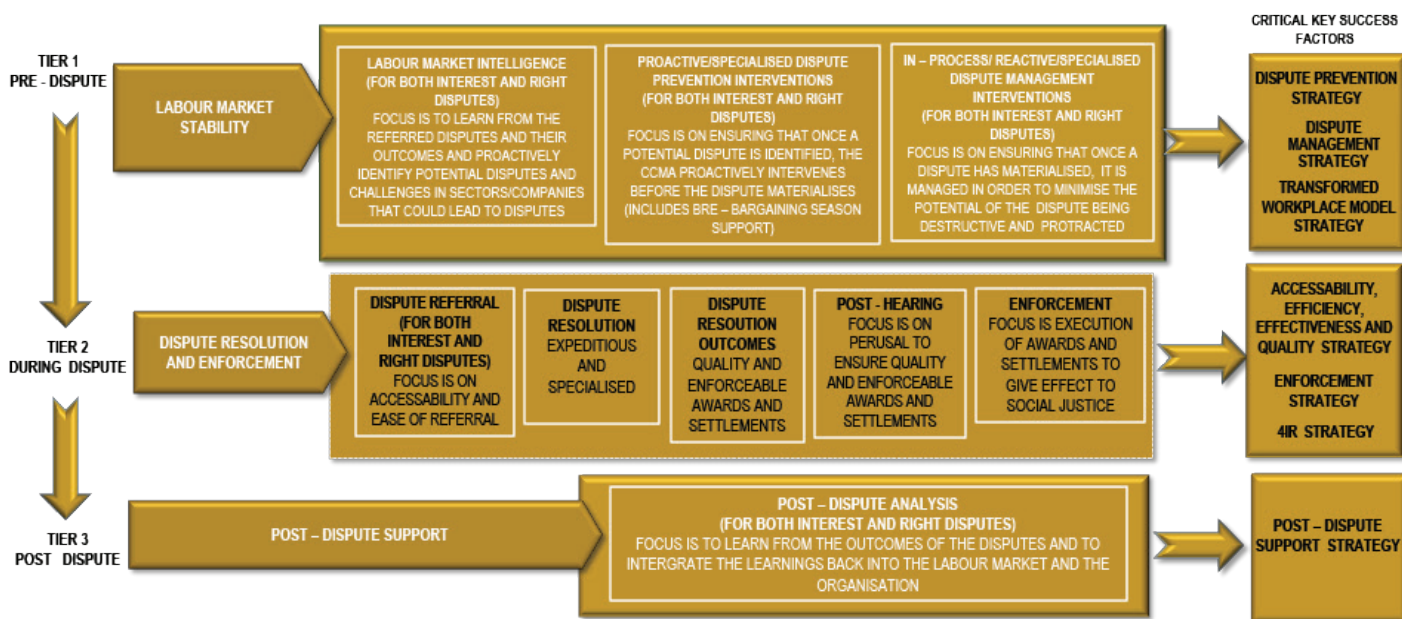 CRITICAL KEY SUCCESS
FACTORS
TIER 1
PRE - DISPUTE
LABOUR MARKET
STABILITY
LABOUR MARKET INTELLIGENCE
(FOR BOTH INTEREST AND RIGHT
DISPUTES)
FOCUS IS TO LEARN FROM THE
REFERRED DISPUTES AND THEIR
OUTCOMES AND PROACTIVELY
IDENTIFY POTENTIAL DISPUTES AND
CHALLENGES IN SECTORS/COMPANIES
THAT COULD LEAD TO DISPUTES
PROACTIVE/SPECIALISED DISPUTE
PREVENTION INTERVENTIONS
(FOR BOTH INTEREST AND RIGHT
DISPUTES)
FOCUS IS ON ENSURING THAT ONCE A
POTENTIAL DISPUTE IS IDENTIFIED, THE
CCMA PROACTIVELY INTERVENES
BEFORE THE DISPUTE MATERIALISES
(INCLUDES BRE – BARGAINING SEASON
SUPPORT)
IN – PROCESS/ REACTIVE/SPECIALISED
DISPUTE MANAGEMENT
INTERVENTIONS
(FOR BOTH INTEREST AND RIGHT
DISPUTES)
FOCUS IS ON ENSURING THAT ONCE A
DISPUTE HAS MATERIALISED, IT IS
MANAGED IN ORDER TO MINIMISE THE
POTENTIAL OF THE DISPUTE BEING
DESTRUCTIVE AND PROTRACTED
DISPUTE PREVENTION
STRATEGY
DISPUTE
MANAGEMENT
STRATEGY
TRANSFORMED
WORKPLACE MODEL
STRATEGY
TIER 2
DURING DISPUTE
DISPUTE RESOLUTION
AND ENFORCEMENT
DISPUTE REFERRAL
(FOR BOTH
INTEREST AND
RIGHT DISPUTES)
FOCUS IS ON
ACCESSABILITY AND
EASE OF REFERRAL
DISPUTE
RESOLUTION
EXPEDITIOUS
AND
SPECIALISED
DISPUTE
RESOUTION
OUTCOMES
QUALITY AND
ENFORCEABLE
AWARDS AND
SETTLEMENTS
POST - HEARING
FOCUS IS ON
PERUSAL TO
ENSURE QUALITY
AND ENFORCEABLE
AWARDS AND
SETTLEMENTS
ENFORCEMENT
FOCUS IS EXECUTION
OF AWARDS AND
SETTLEMENTS TO
GIVE EFFECT TO
SOCIAL JUSTICE
ACCESSABILITY,
EFFICIENCY,
EFFECTIVENESS AND
QUALITY STRATEGY
ENFORCEMENT
STRATEGY
4IR STRATEGY
TIER 3
POST DISPUTE
POST – DISPUTE SUPPORT
POST – DISPUTE ANALYSIS
(FOR BOTH INTEREST AND RIGHT DISPUTES)
FOCUS IS TO LEARN FROM THE OUTCOMES OF THE DISPUTES AND TO
INTERGRATE THE LEARNINGS BACK INTO THE LABOUR MARKET AND THE
ORGANISATION
POST – DISPUTE
SUPPORT STRATEGY